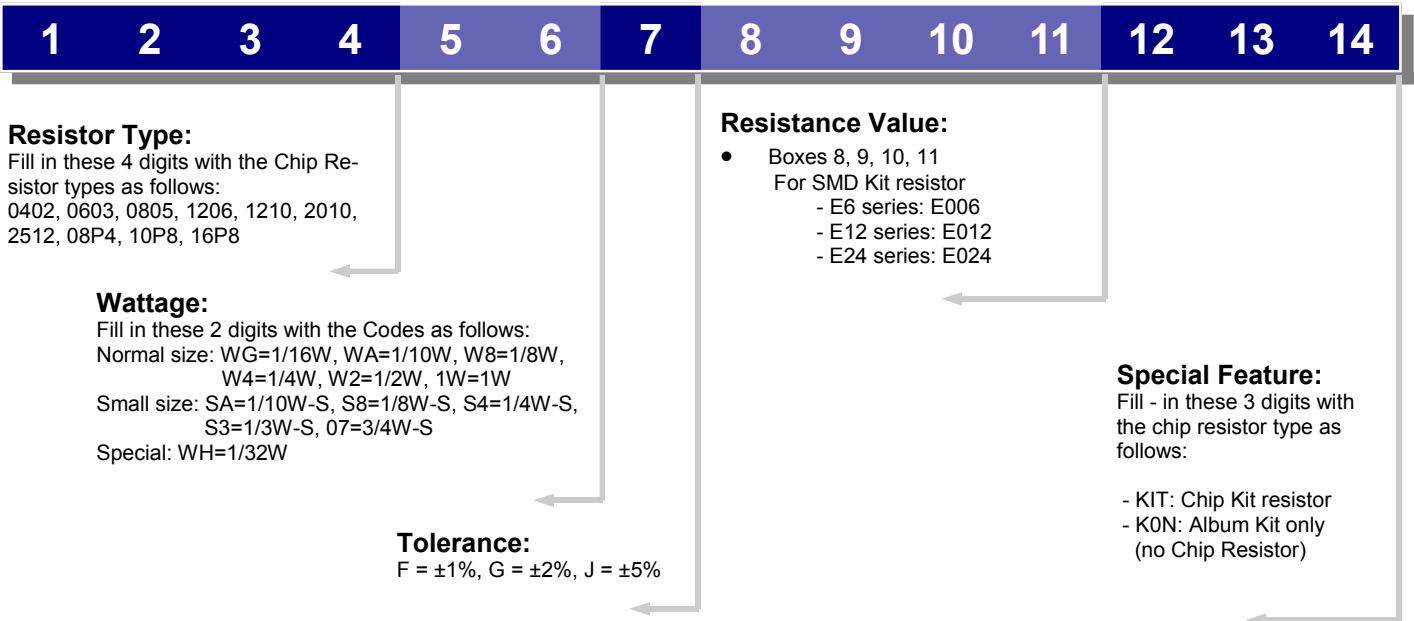 1 2 3 4 5 6 7 8 9 10 11 12 13 14
Resistor Type:
Fill in these 4 digits with the Chip Re-
sistor types as follows:
0402, 0603, 0805, 1206, 1210, 2010,
2512, 08P4, 10P8, 16P8
Wattage:
Fill in these 2 digits with the Codes as follows:
Normal size: WG=1/16W, WA=1/10W, W8=1/8W,
W4=1/4W, W2=1/2W, 1W=1W
Small size: SA=1/10W-S, S8=1/8W-S, S4=1/4W-S,
S3=1/3W-S, 07=3/4W-S
Special: WH=1/32W
Tolerance:
F = ±1%, G = ±2%, J = ±5%
Resistance Value:
• Boxes 8, 9, 10, 11
For SMD Kit resistor
- E6 series: E006
- E12 series: E012
- E24 series: E024
Special Feature:
Fill - in these 3 digits with
the chip resistor type as
follows:
- KIT: Chip Kit resistor
- K0N: Album Kit only
(no Chip Resistor)